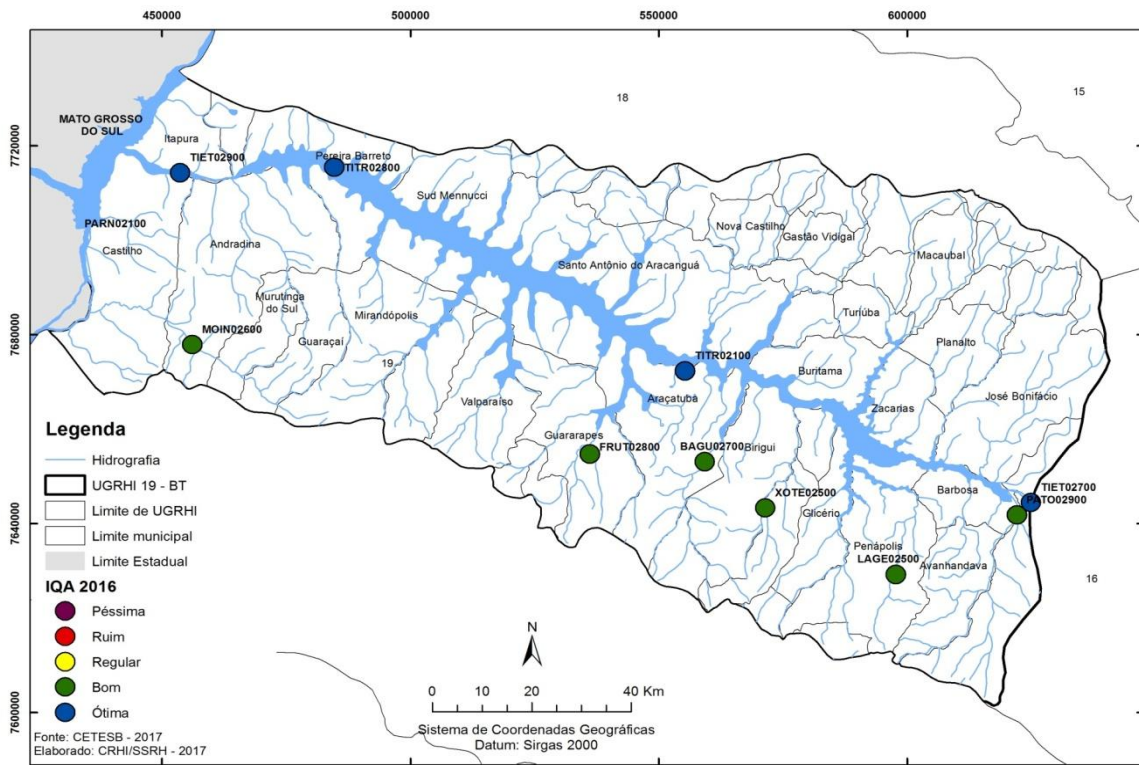 450000
500000
550000
600000
7720000
7680000
7640000
7600000
15
18
MATO GROSSO
DO SUL
Itapura
TIET02900
Pereira Barreto
TITR02800
Sud Mennucci
PARN02100
Castilho
Andradina
Nova Castilho
Gastão Vidigal
Macaubal
Santo Antônio do Aracanguá
Murutinga
do Sul
Mirandópolis
Turiúba
MOIN02600
Guaraçaí
Planalto
19
TITR02100
Buritama
Valparaíso
Araçatuba
Zacarias
José Bonifácio
Guararapes
FRUT02800
BAGU02700
Birigui
XOTE02500
Glicério
Barbosa
TIET02700
PATO02900
Penápolis
LAGE02500
Avanhandava
16
Legenda
Hidrografia
UGRHI 19 - BT
Limite de UGRHI
Limite municipal
Limite Estadual
IQA 2016
Péssima
Ruim
Regular
Bom
Ótima
Fonte: CETESB - 2017
Elaborado: CRHI/SSRH - 2017
N
0 10 20 40 Km
Sistema de Coordenadas Geográficas
Datum: Sirgas 2000